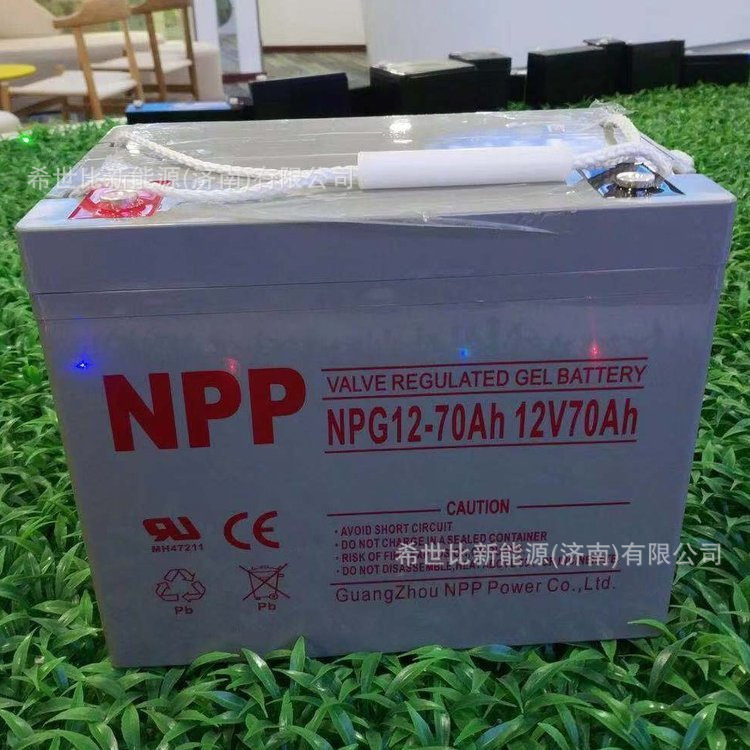 希世比新能源(济南)有限公司
NPP
VALVE REGULATED GEL BATTERY
NPG12-70Ah 12V70Ah
CAUTION
• AVOID SHORT CIRCUIT
• DO NOT CHARGE IN A SEALED CONTAINER
• RISK OF
• DO NOT DISASSEMBLE,HEAT
希世比新能源(济南)有限公司
GuangZhou NPP Power Co.,Ltd.
MH47211
CE
Pb
Pb